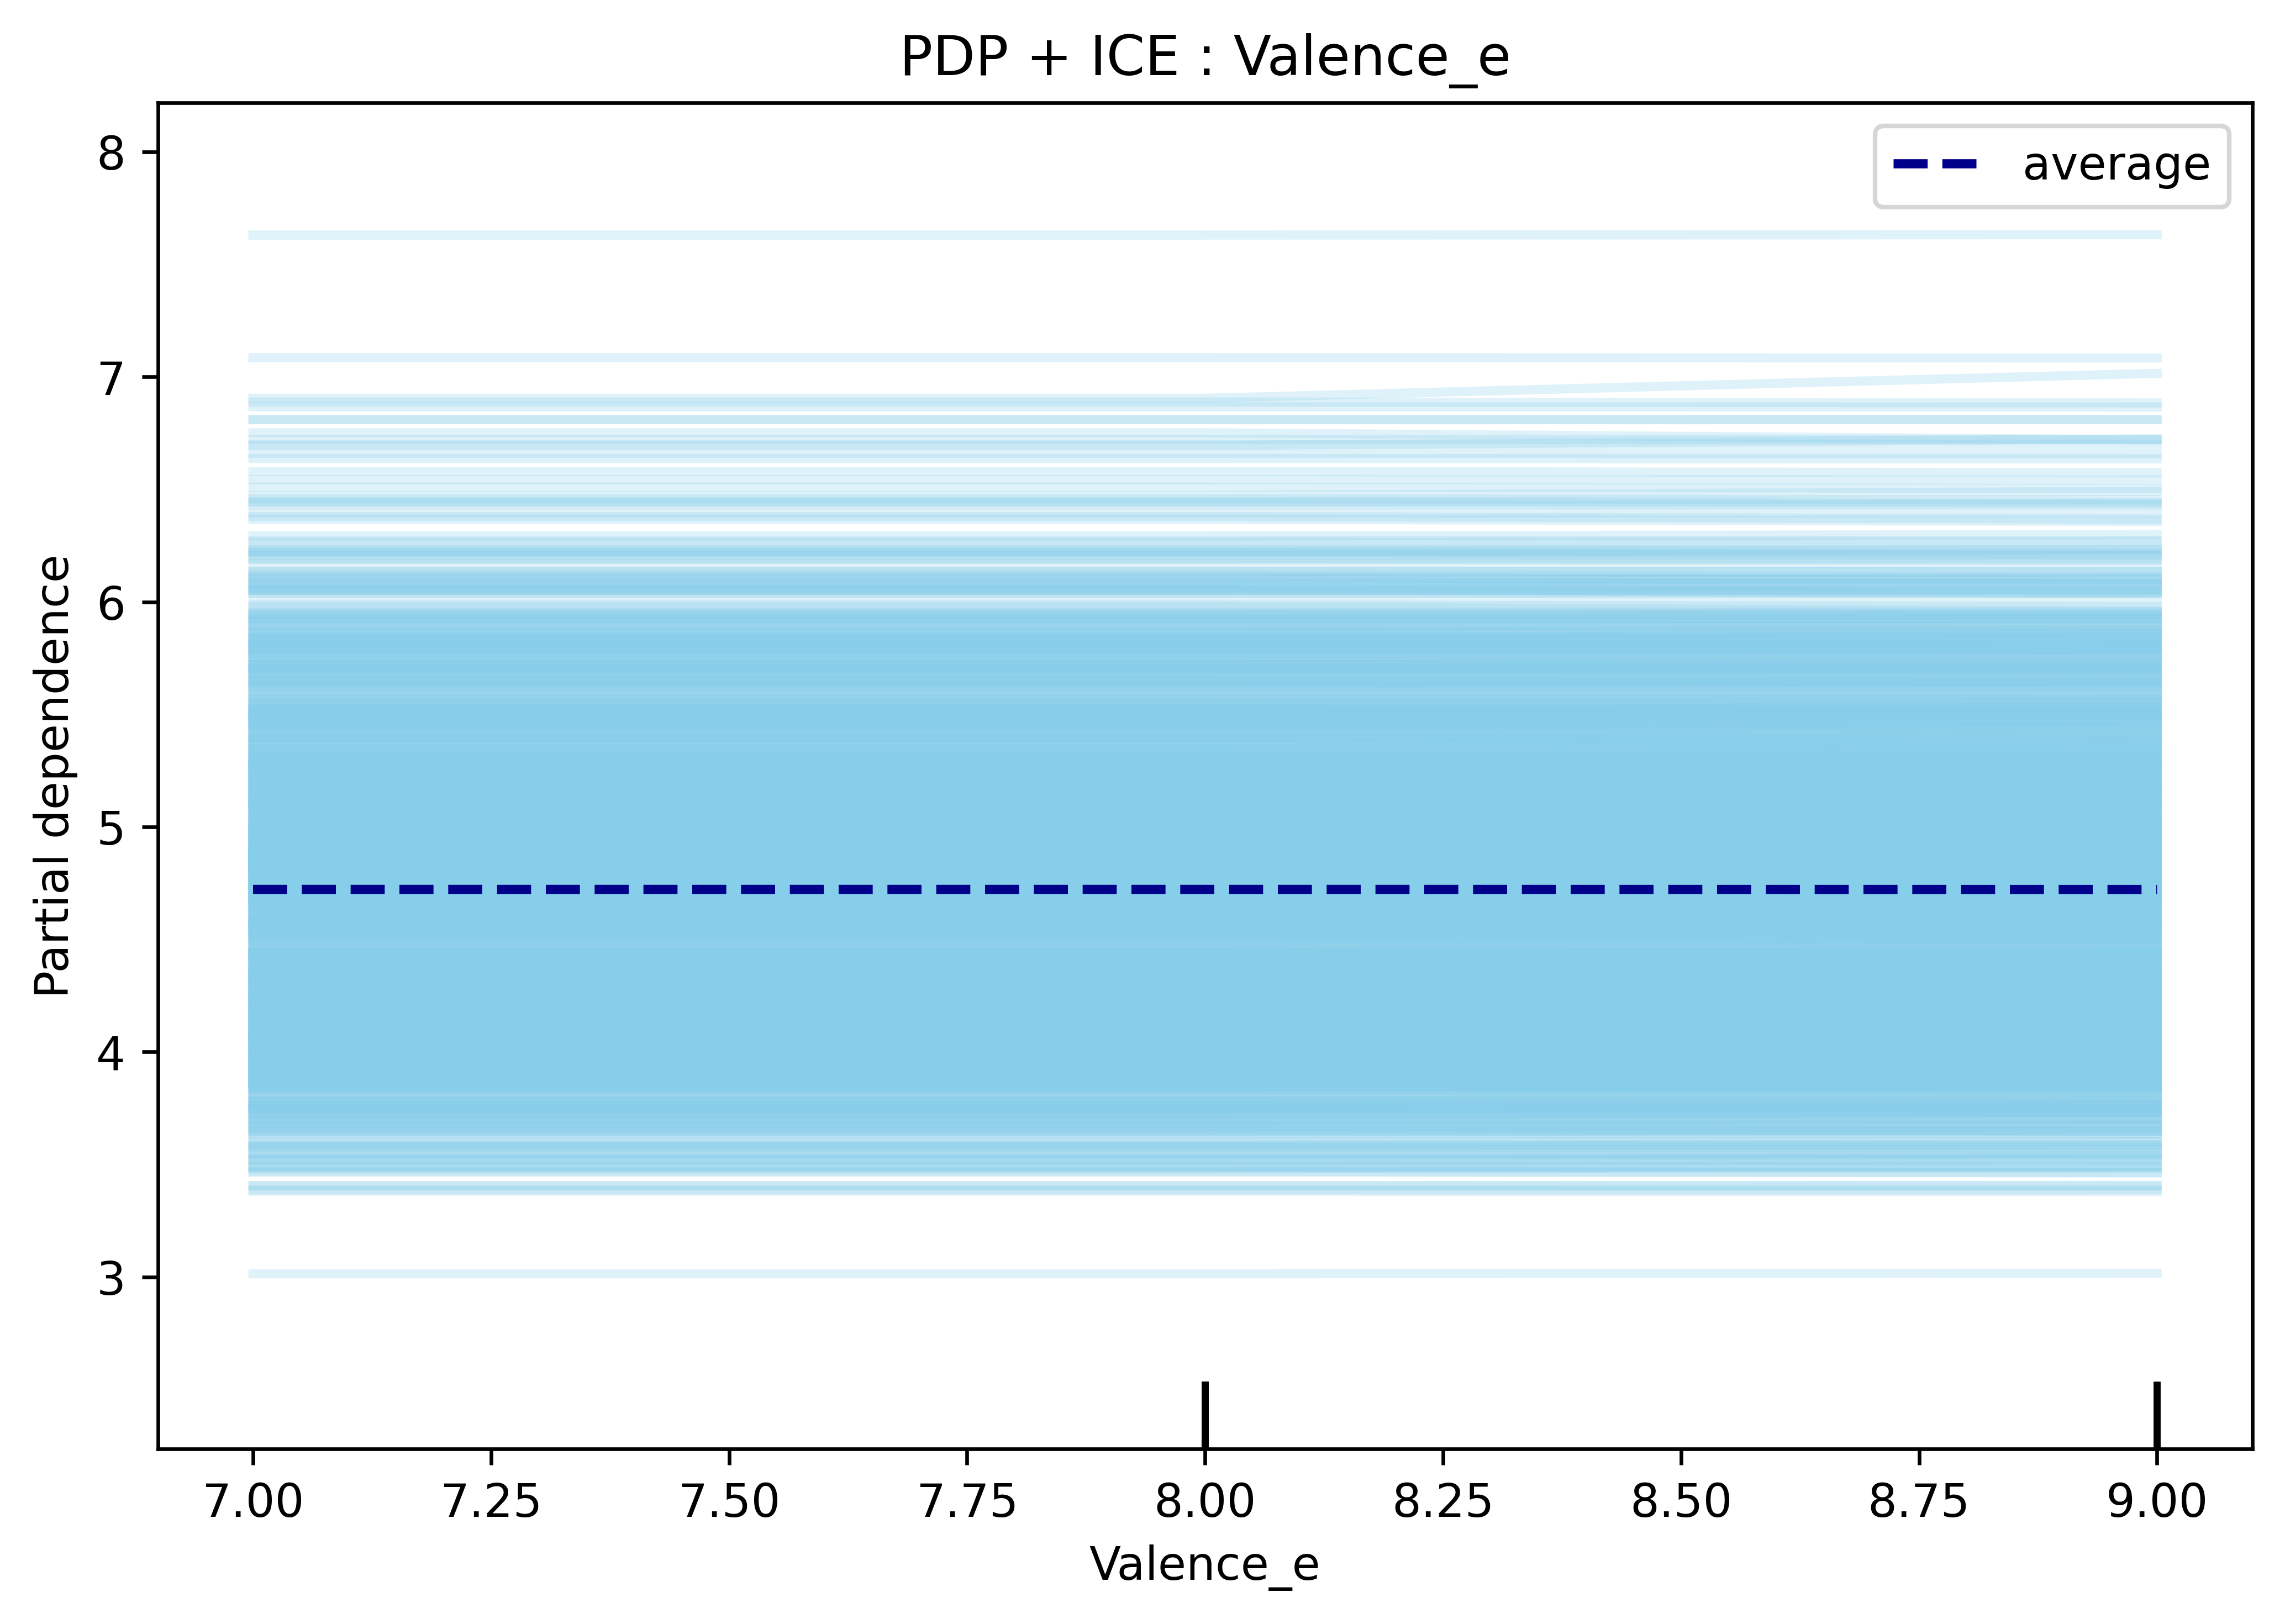 PDP + ICE : Valence_e
average
Partial dependence
8
7
6
5
4
3
7.00 7.25 7.50 7.75 8.00 8.25 8.50 8.75 9.00
Valence_e